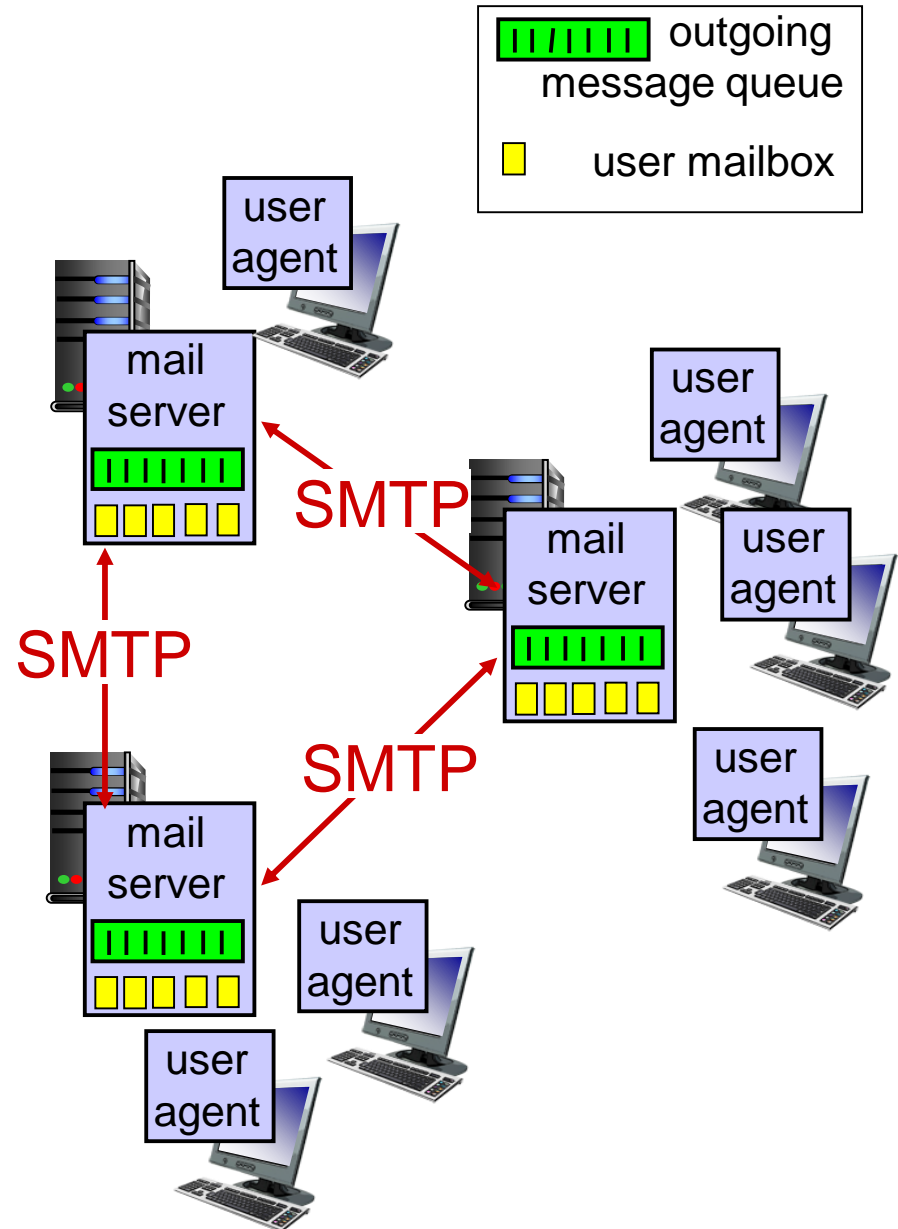 outgoing
message queue
user mailbox
user
agent
mail
server
user
agent
SMTP
mail
server
user
agent
SMTP
SMTP
user
agent
mail
server
user
agent
user
agent